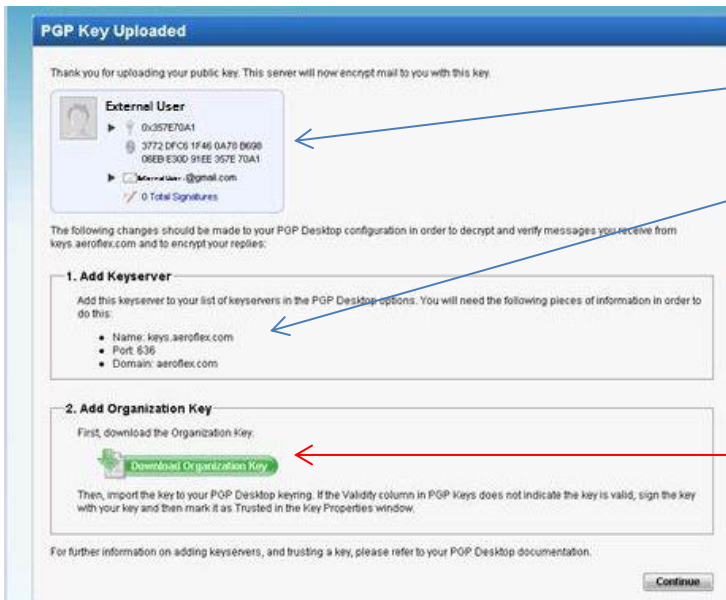 PGP Key Uploaded
Thank you for uploading your public key. This server will now encrypt mail to you with this key.
External User
0x357E70A1
3772 DFC6 1F46 0A78 B698
06EB E30D 91EE 357E 70A1
@gmail.com
0 Total Signatures
The following changes should be made to your PGP Desktop configuration in order to decrypt and verify messages you receive from
keys.aeroflex.com and to encrypt your replies:
1. Add Keyserver
Add this keyserver to your list of keyservers in the PGP Desktop options. You will need the following pieces of information in order to
do this:
Name: keys.aeroflex.com
Port: 636
Domain: aeroflex.com
2. Add Organization Key
First, download the Organization Key:
Download Organization Key
Then, import the key to your PGP Desktop keyring. If the Validity column in PGP Keys does not indicate the key is valid, sign the key
with your key and then mark it as Trusted in the Key Properties window.
For further information on adding keyservers, and trusting a key, please refer to your PGP Desktop documentation.
Continue